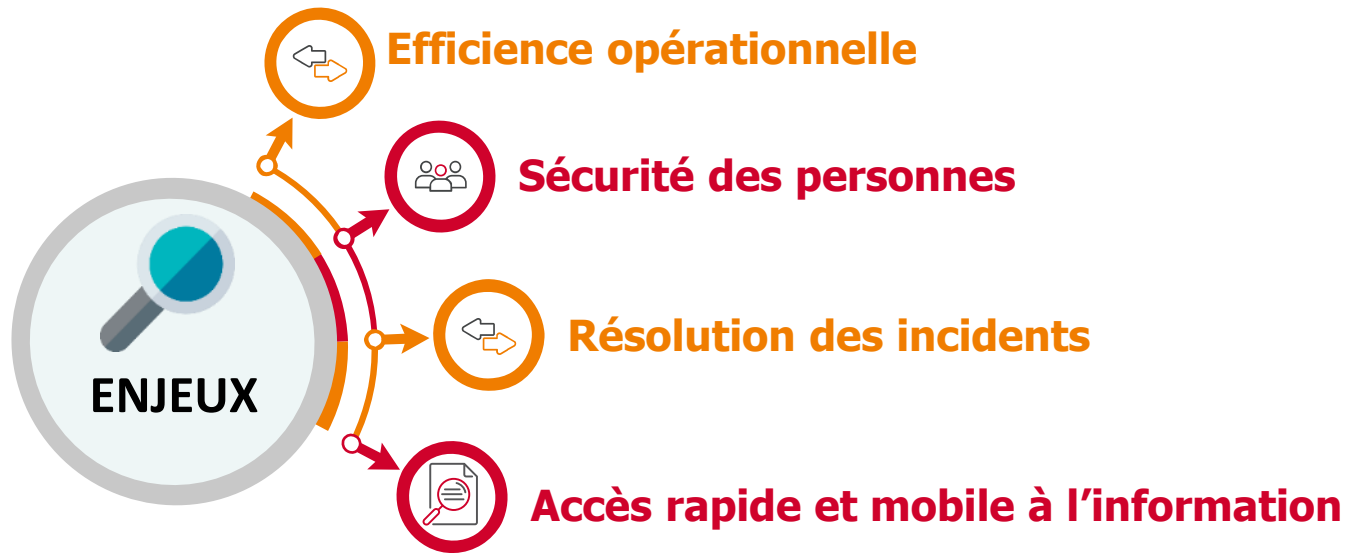 Efficience opérationnelle
Sécurité des personnes
ENJEUX
Résolution des incidents
Accès rapide et mobile à l’information